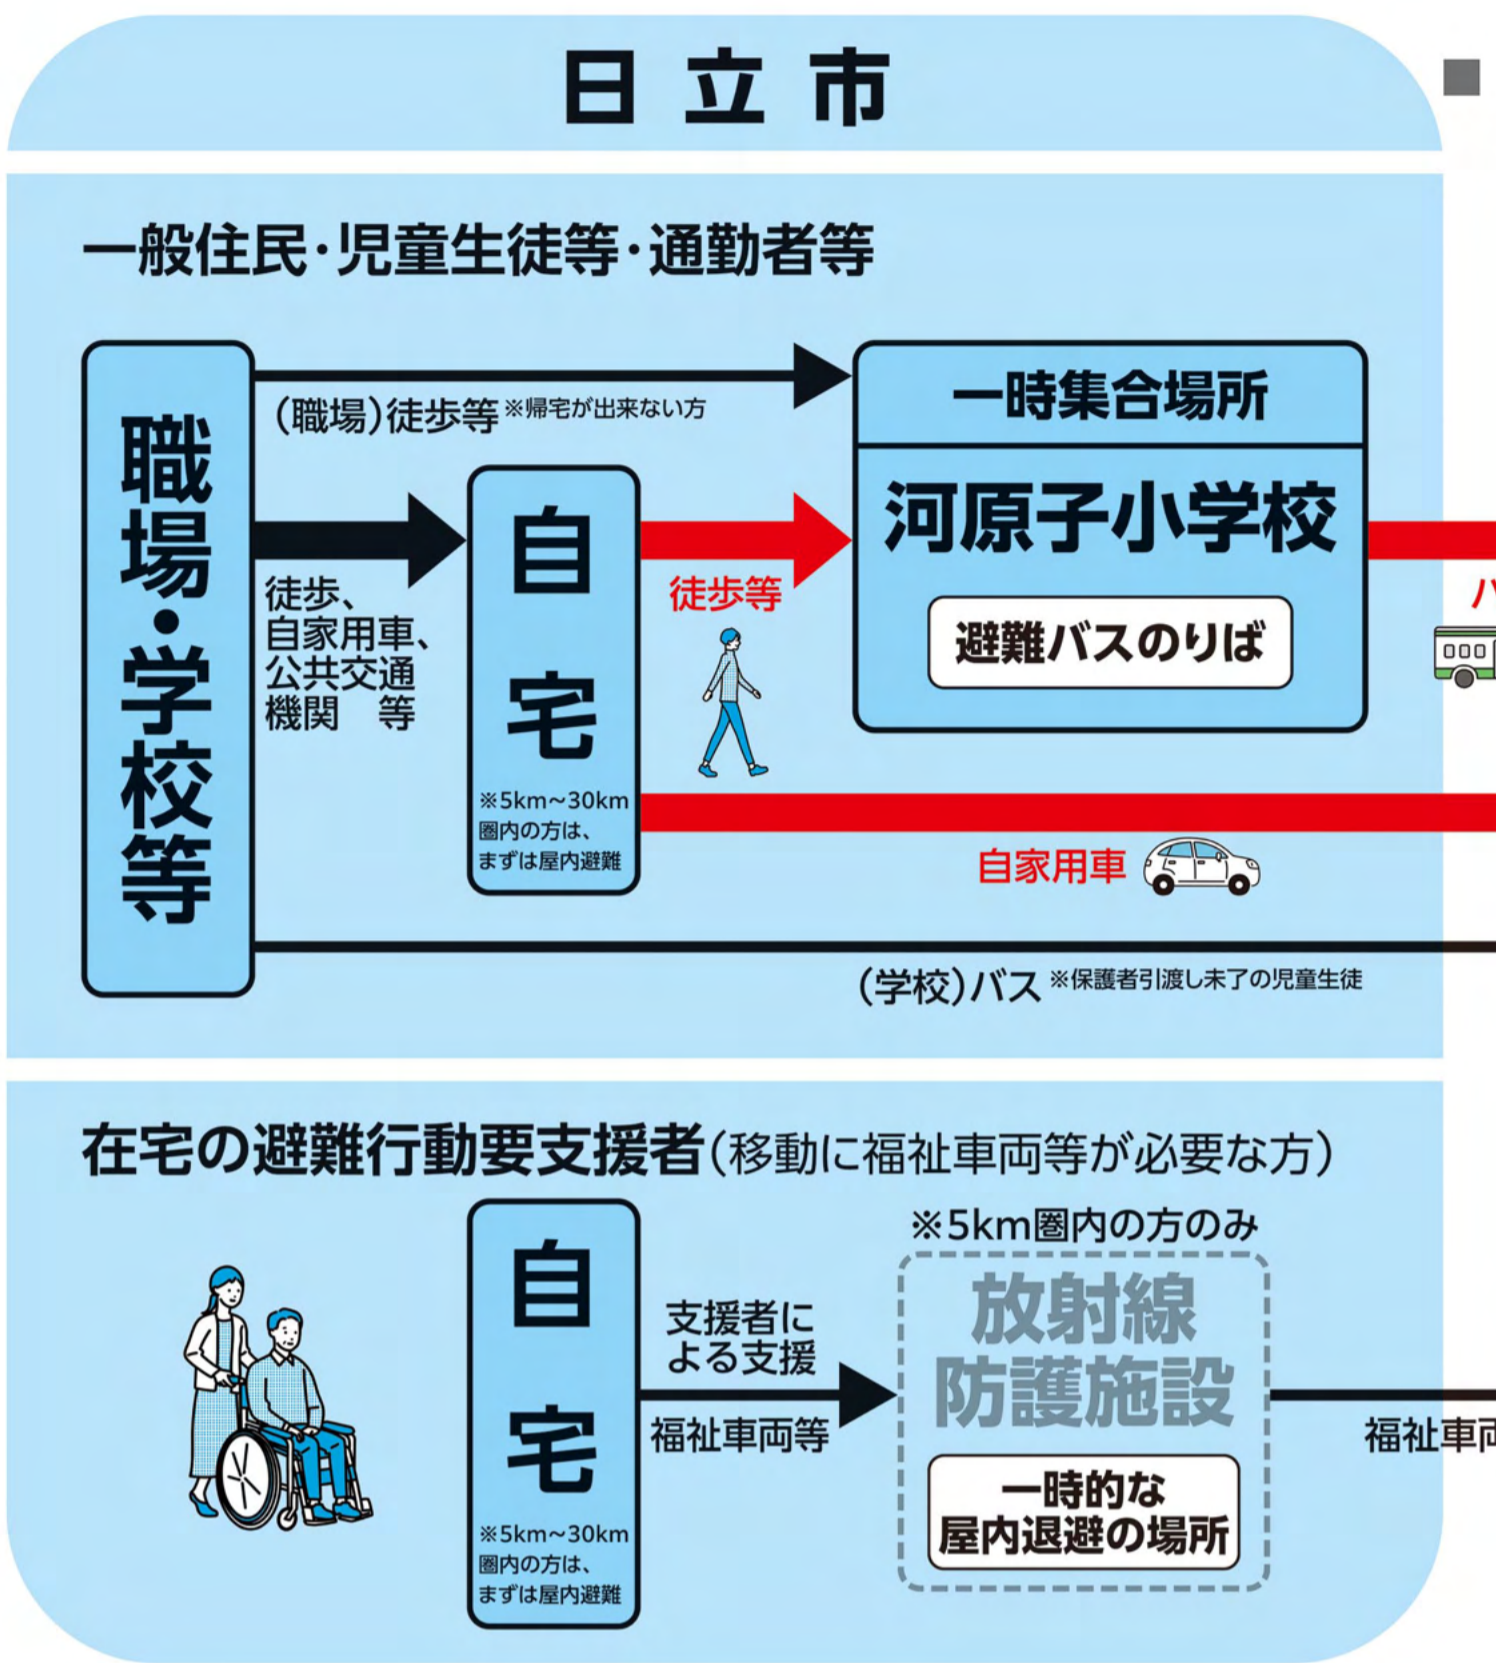 日立市
一般住民・児童生徒等・通勤者等
職場・学校等
(職場)徒歩等 ※帰宅が出来ない方
徒歩、
自家用車、
公共交通
機関 等
自宅
※5km〜30km
圏内の方は、
まずは屋内避難
徒歩等
一時集合場所
河原子小学校
避難バスのりば
自家用車
(学校)バス ※保護者引渡し未了の児童生徒
在宅の避難行動要支援者(移動に福祉車両等が必要な方)
自宅
※5km〜30km
圏内の方は、
まずは屋内避難
支援者に
よる支援
福祉車両等
※5km圏内の方のみ
放射線
防護施設
一時的な
屋内退避の場所
福祉車両